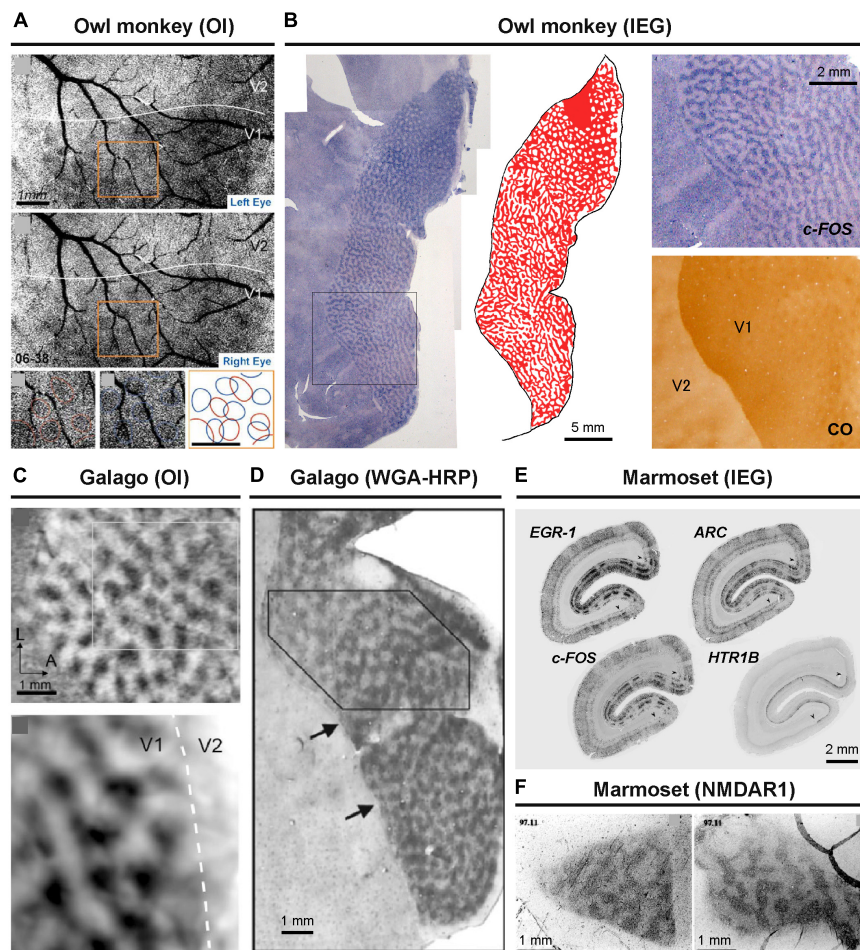 A
Owl monkey (OI)
V2
V1
1mm
Left Eye
V2
V1
06-38
Right Eye
B
Owl monkey (IEG)
5 mm
2 mm
c-FOS
V1
V2
CO
C
Galago (OI)
L
A
1 mm
V1
V2
D
Galago (WGA-HRP)
1 mm
E
Marmoset (IEG)
EGR-1
ARC
c-FOS
HTR1B
2 mm
F
Marmoset (NMDAR1)
97.11
97.11
1 mm
1 mm